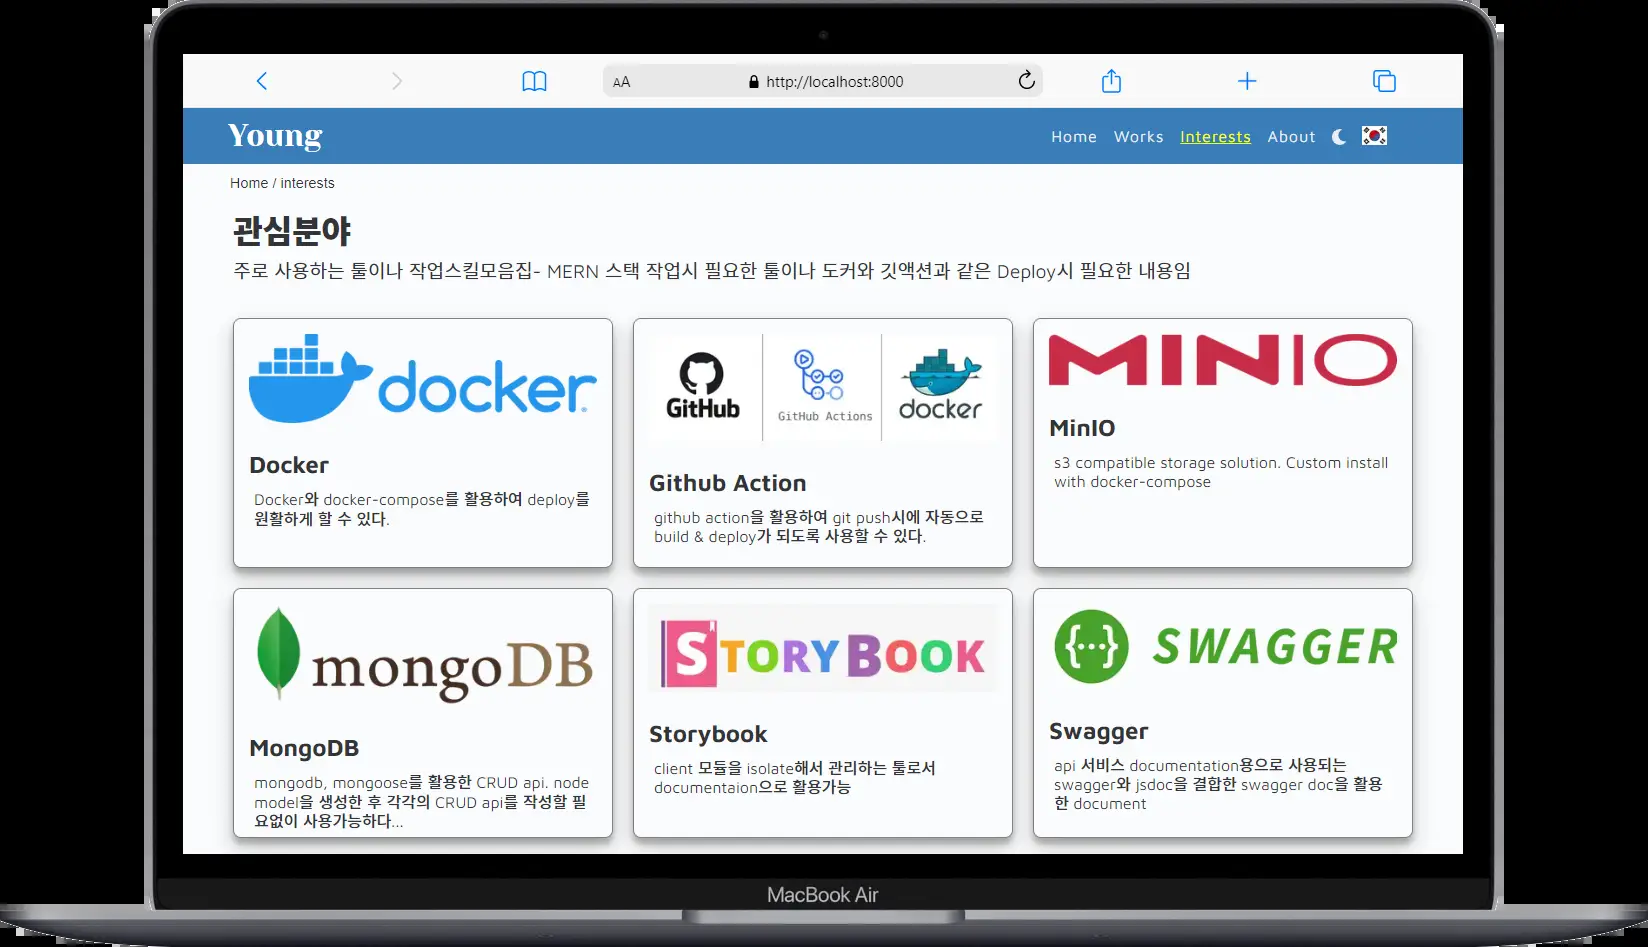 AA http://localhost:8000
Young Home Works Interests About
Home / interests
관심분야
주로 사용하는 툴이나 작업스킬모음집- MERN 스택 작업시 필요한 툴이나 도커와 깃액션과 같은 Deploy시 필요한 내용임
docker
Docker
Docker와 docker-compose를 활용하여 deploy를
원활하게 할 수 있다.
GitHub GitHub Actions docker
Github Action
github action을 활용하여 git push시에 자동으로
build & deploy가 되도록 사용할 수 있다.
MINIO
MinIO
s3 compatible storage solution. Custom install
with docker-compose
mongoDB
MongoDB
mongodb, mongoose를 활용한 CRUD api. node
model을 생성한 후 각각의 CRUD api를 작성할 필
요없이 사용가능하다...
STORYBOOK
Storybook
client 모듈을 isolate해서 관리하는 툴로서
documentaion으로 활용가능
{···} SWAGGER
Swagger
api 서비스 documentation용으로 사용되는
swagger와 jsdoc을 결합한 swagger doc을 활용
한 document
MacBook Air